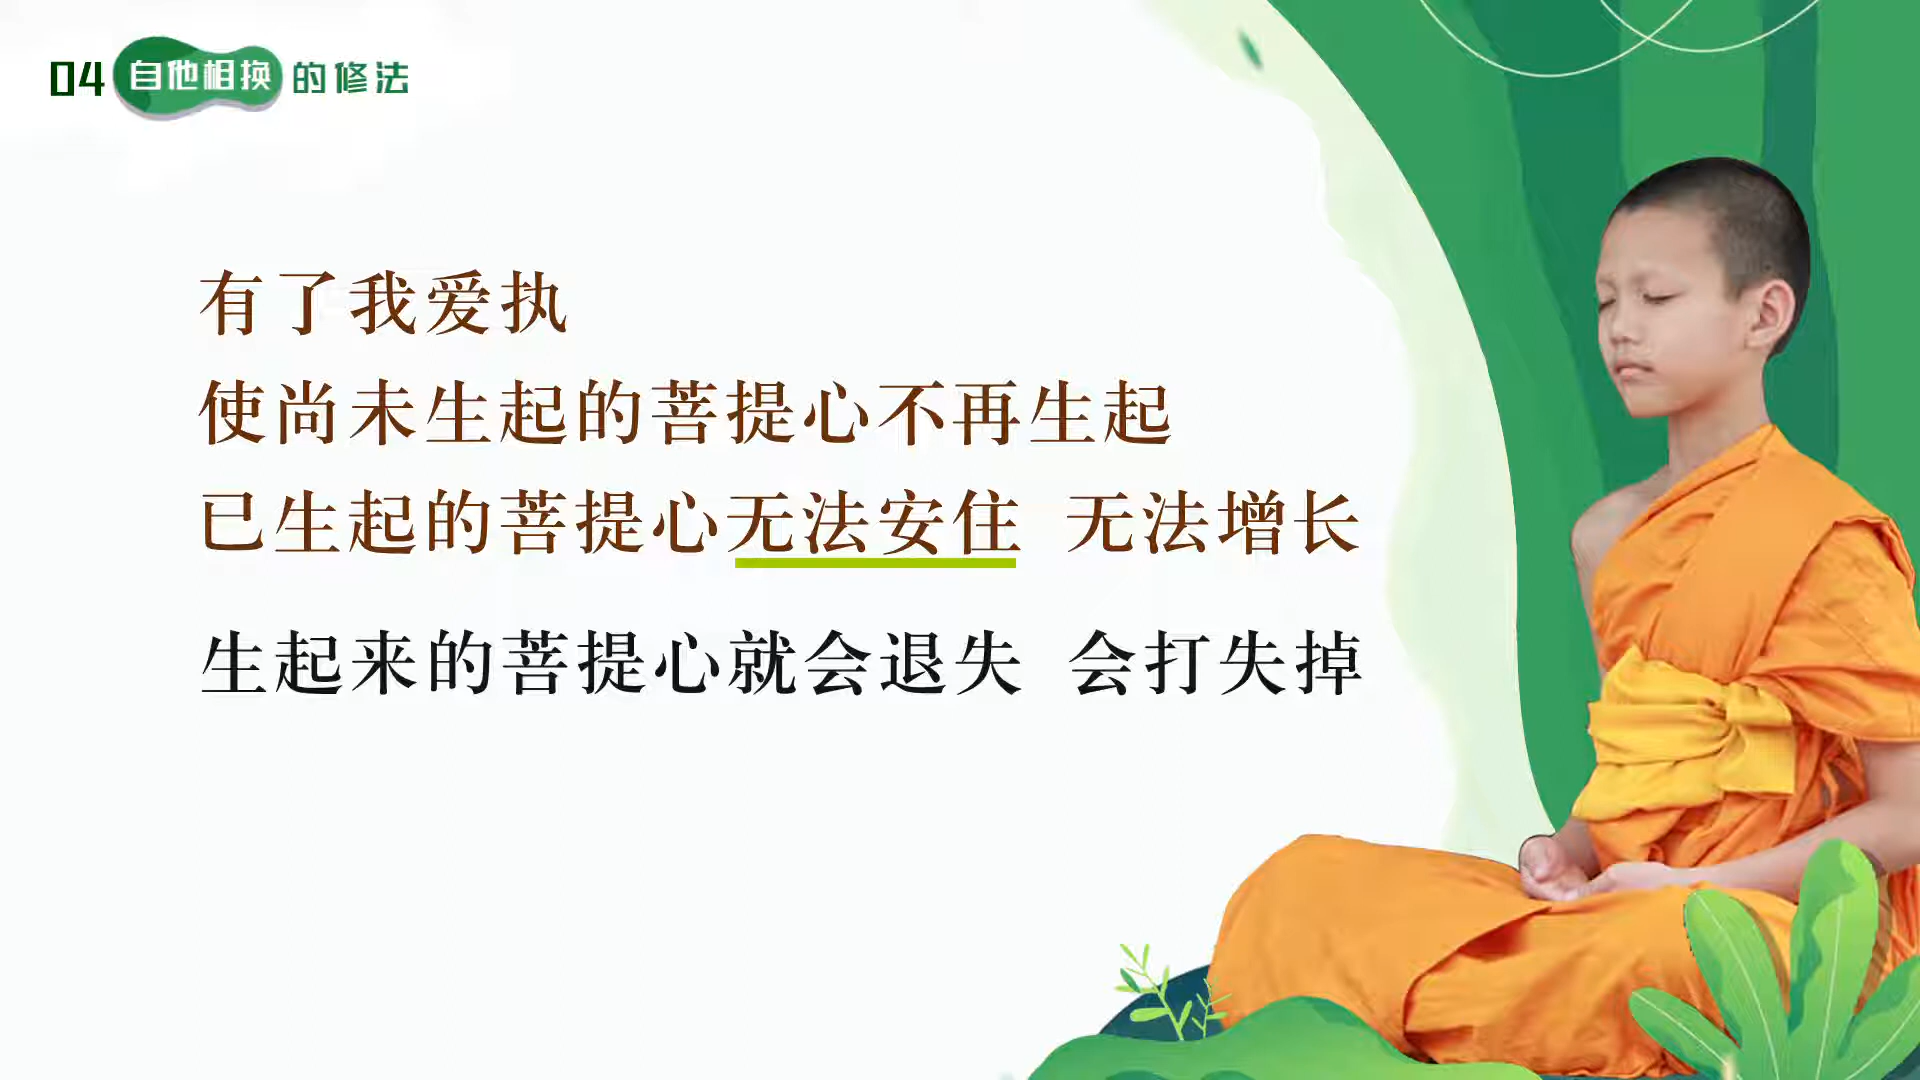 04 自他相换的修法
有了我爱执
使尚未生起的菩提心不再生起
已生起的菩提心无法安住 无法增长
生起来的菩提心就会退失 会打失掉